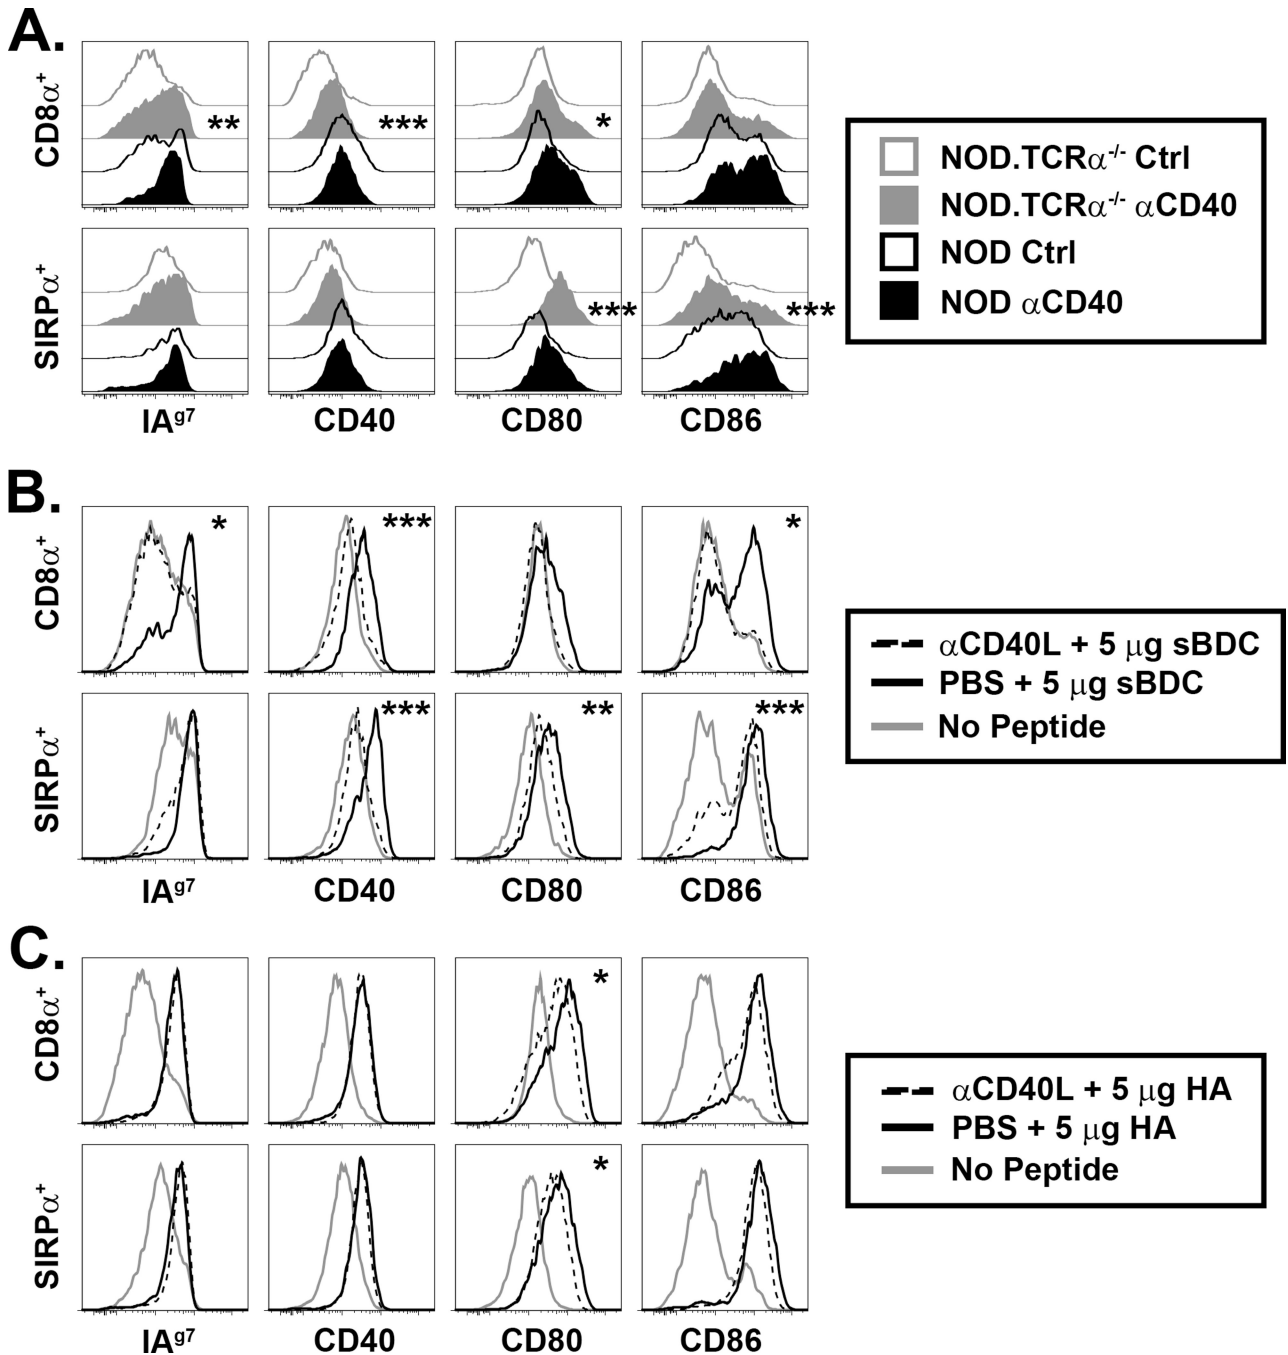 A.
CD8α⁺
**
***
*
SIRPα⁺
***
***
IAᵍ⁷
CD40
CD80
CD86
NOD.TCRα⁻/⁻ Ctrl
NOD.TCRα⁻/⁻ αCD40
NOD Ctrl
NOD αCD40
B.
CD8α⁺
*
***
*
SIRPα⁺
***
**
***
IAᵍ⁷
CD40
CD80
CD86
αCD40L + 5 μg sBDC
PBS + 5 μg sBDC
No Peptide
C.
CD8α⁺
*
SIRPα⁺
*
IAᵍ⁷
CD40
CD80
CD86
αCD40L + 5 μg HA
PBS + 5 μg HA
No Peptide